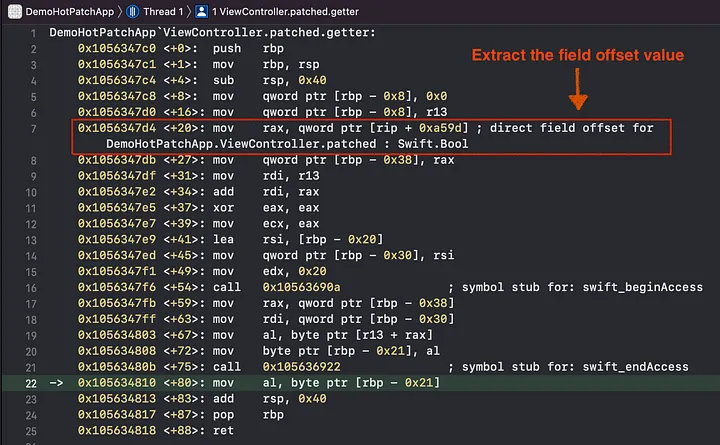 DemoHotPatchApp > Thread 1 > 1 ViewController.patched.getter
1 DemoHotPatchApp`ViewController.patched.getter:
Extract the field offset value
2 0x1056347c0 <+0>: push rbp
3 0x1056347c1 <+1>: mov rbp, rsp
4 0x1056347c4 <+4>: sub rsp, 0x40
5 0x1056347c8 <+8>: mov qword ptr [rbp - 0x8], 0x0
6 0x1056347d0 <+16>: mov qword ptr [rbp - 0x8], r13
7 0x1056347d4 <+20>: mov rax, qword ptr [rip + 0xa59d] ; direct field offset for
DemoHotPatchApp.ViewController.patched : Swift.Bool
8 0x1056347db <+27>: mov qword ptr [rbp - 0x38], rax
9 0x1056347df <+31>: mov rdi, r13
10 0x1056347e2 <+34>: add rdi, rax
11 0x1056347e5 <+37>: xor eax, eax
12 0x1056347e7 <+39>: mov ecx, eax
13 0x1056347e9 <+41>: lea rsi, [rbp - 0x20]
14 0x1056347ed <+45>: mov qword ptr [rbp - 0x30], rsi
15 0x1056347f1 <+49>: mov edx, 0x20
16 0x1056347f6 <+54>: call 0x10563690a ; symbol stub for: swift_beginAccess
17 0x1056347fb <+59>: mov rax, qword ptr [rbp - 0x38]
18 0x1056347ff <+63>: mov rdi, qword ptr [rbp - 0x30]
19 0x105634803 <+67>: mov al, byte ptr [r13 + rax]
20 0x105634808 <+72>: mov byte ptr [rbp - 0x21], al
21 0x10563480b <+75>: call 0x105636922 ; symbol stub for: swift_endAccess
22 -> 0x105634810 <+80>: mov al, byte ptr [rbp - 0x21]
23 0x105634813 <+83>: add rsp, 0x40
24 0x105634817 <+87>: pop rbp
25 0x105634818 <+88>: ret